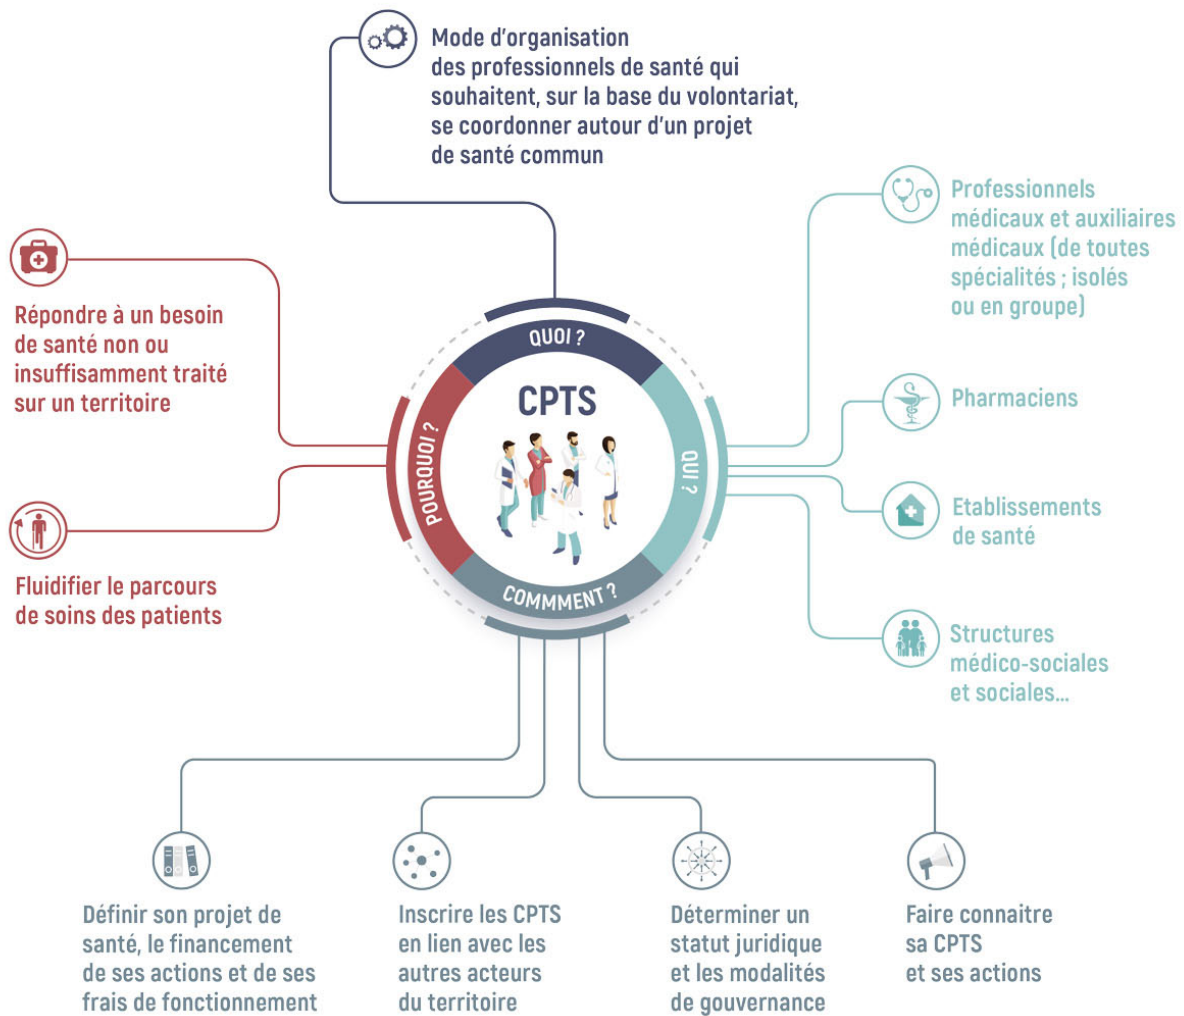 Mode d'organisation
des professionnels de santé qui
souhaitent, sur la base du volontariat,
se coordonner autour d'un projet
de santé commun
Professionnels
médicaux et auxiliaires
médicaux (de toutes
spécialités ; isolés
ou en groupe)
Répondre à un besoin
de santé non ou
insuffisamment traité
sur un territoire
QUOI ?
CPTS
POURQUOI ?
QUI ?
COMMMENT ?
Pharmaciens
Etablissements
de santé
Fluidifier le parcours
de soins des patients
Structures
médico-sociales
et sociales...
Définir son projet de
santé, le financement
de ses actions et de ses
frais de fonctionnement
Inscrire les CPTS
en lien avec les
autres acteurs
du territoire
Déterminer un
statut juridique
et les modalités
de gouvernance
Faire connaitre
sa CPTS
et ses actions